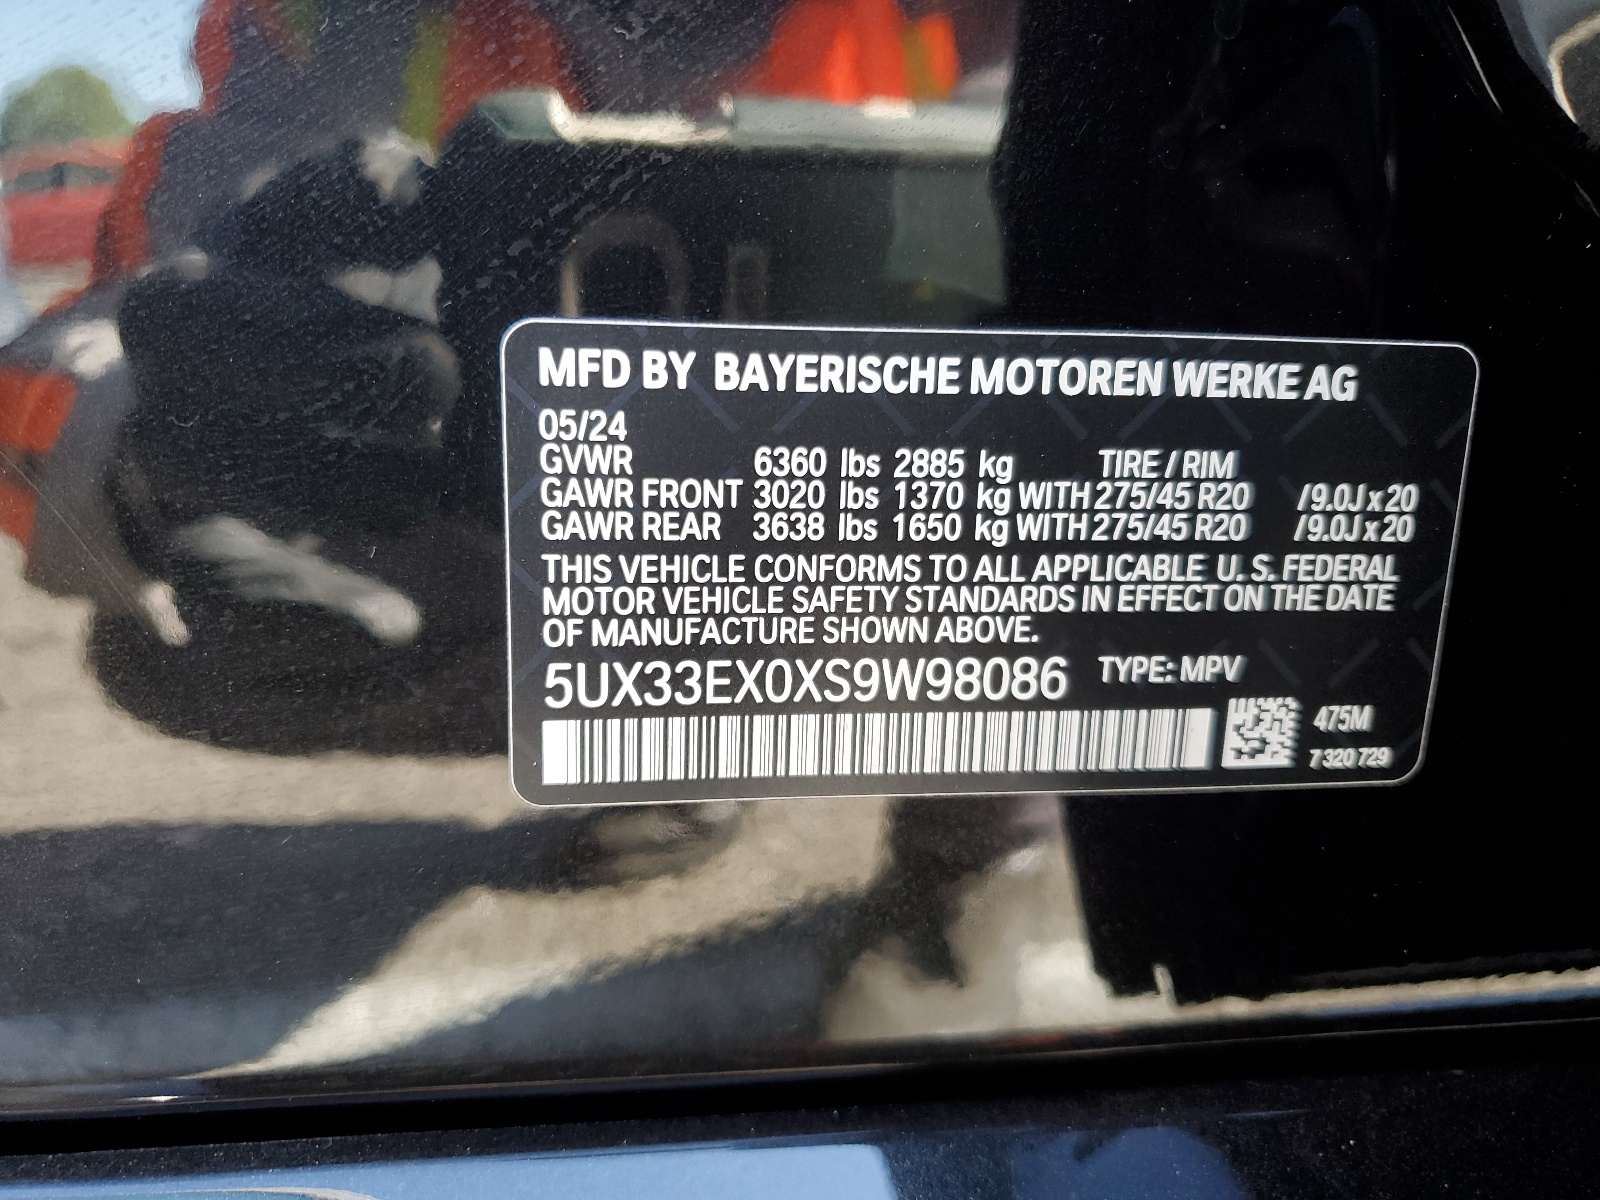 MFD BY BAYERISCHE MOTOREN WERKE AG
05/24
GVWR 6360 lbs 2885 kg TIRE / RIM
GAWR FRONT 3020 lbs 1370 kg WITH 275/45 R20 /9.0J x 20
GAWR REAR 3638 lbs 1650 kg WITH 275/45 R20 /9.0J x 20
THIS VEHICLE CONFORMS TO ALL APPLICABLE U. S. FEDERAL
MOTOR VEHICLE SAFETY STANDARDS IN EFFECT ON THE DATE
OF MANUFACTURE SHOWN ABOVE.
5UX33EX0XS9W98086 TYPE: MPV
475M
7 320 729